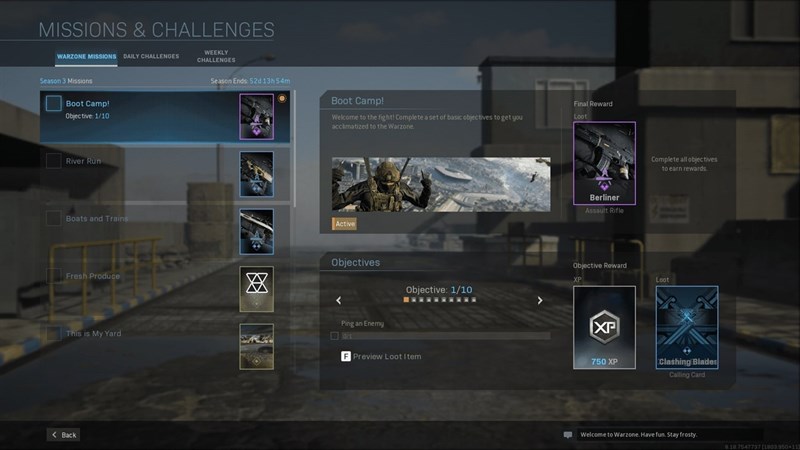 MISSIONS & CHALLENGES
WARZONE MISSIONS
DAILY CHALLENGES
WEEKLY
CHALLENGES
Season 3 Missions
Season Ends: 52d:13h:54m
Boot Camp!
Objective: 1/10
River Run
Boats and Trains
Fresh Produce
This is My Yard
Boot Camp!
Welcome to the fight! Complete a set of basic objectives to get you
acclimatized to the Warzone.
Active
Final Reward
Loot
Berliner
Assault Rifle
Complete all objectives
to earn rewards.
Objectives
Objective: 1/10
Ping an Enemy
F Preview Loot Item
Objective Reward
XP
XP
750 XP
Loot
Clashing Blades
Calling Card
Back
Welcome to Warzone. Have fun. Stay frosty.